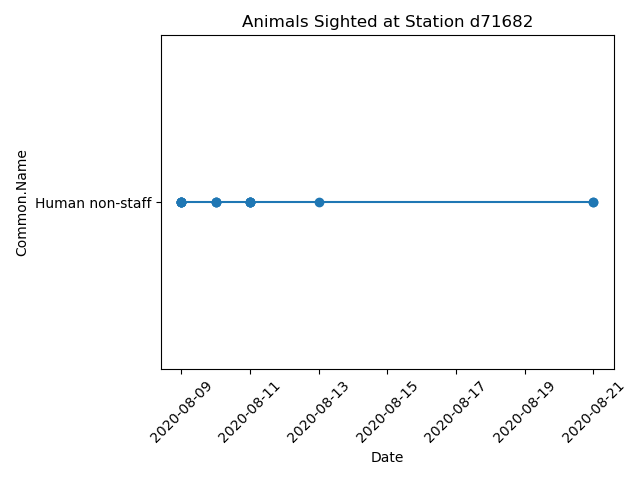 Animals Sighted at Station d71682
Common.Name
Human non-staff
2020-08-09
2020-08-11
2020-08-13
2020-08-15
2020-08-17
2020-08-19
2020-08-21
Date